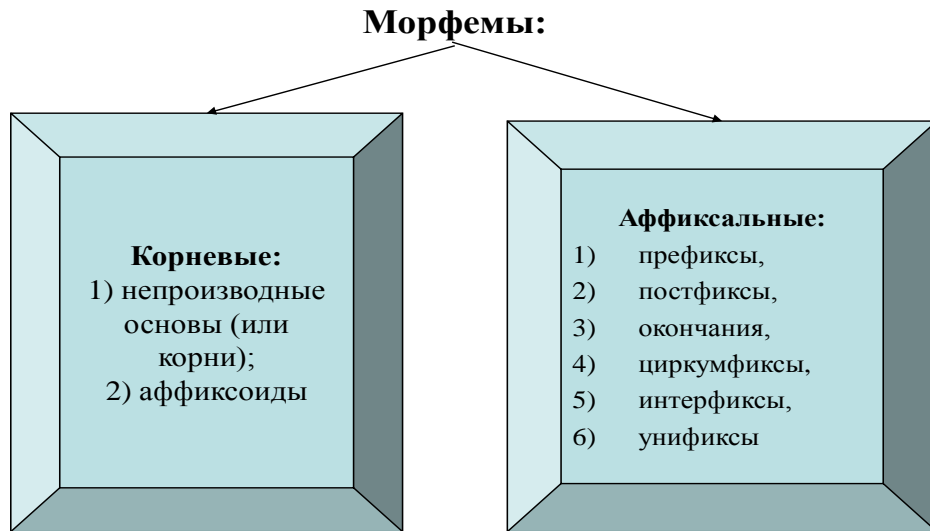 Морфемы:
Корневые:
1) непроизводные
основы (или
корни);
2) аффиксоиды
Аффиксальные:
1) префиксы,
2) постфиксы,
3) окончания,
4) циркумфиксы,
5) интерфиксы,
6) унификсы